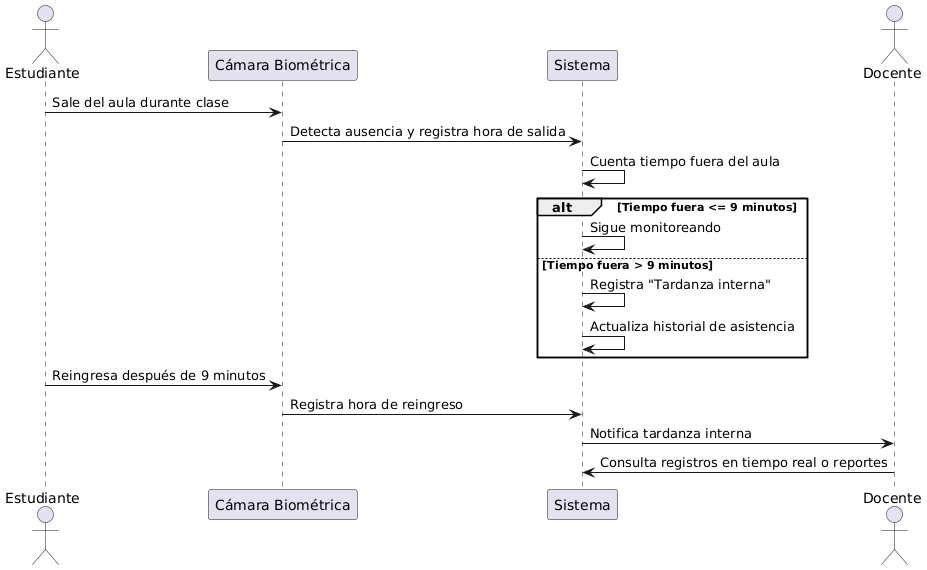 Estudiante
Cámara Biométrica
Sistema
Docente
Sale del aula durante clase
Detecta ausencia y registra hora de salida
Cuenta tiempo fuera del aula
alt [Tiempo fuera <= 9 minutos]
Sigue monitoreando
[Tiempo fuera > 9 minutos]
Registra "Tardanza interna"
Actualiza historial de asistencia
Reingresa después de 9 minutos
Registra hora de reingreso
Notifica tardanza interna
Consulta registros en tiempo real o reportes
Estudiante
Cámara Biométrica
Sistema
Docente